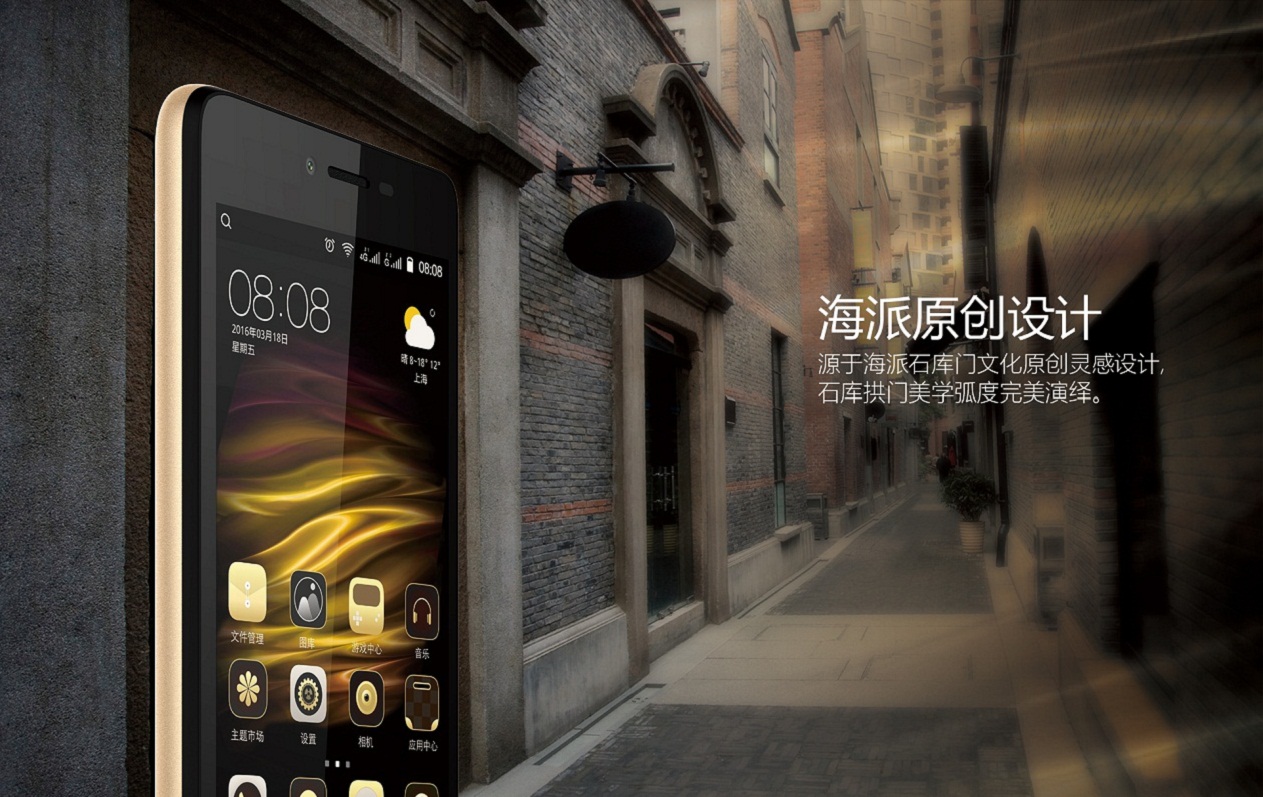 4G G 08:08
08:08
2016年03月18日
星期五
晴 8~18° 12°
上海
文件管理 图库 游戏中心 音乐
主题市场 设置 相机 应用中心
海派原创设计
源于海派石库门文化原创灵感设计,
石库拱门美学弧度完美演绎。